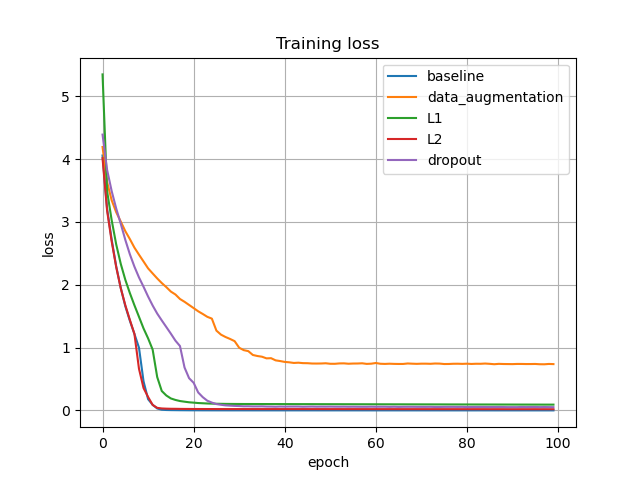 Training loss
baseline
data_augmentation
L1
L2
dropout
loss
5
4
3
2
1
0
0 20 40 60 80 100
epoch